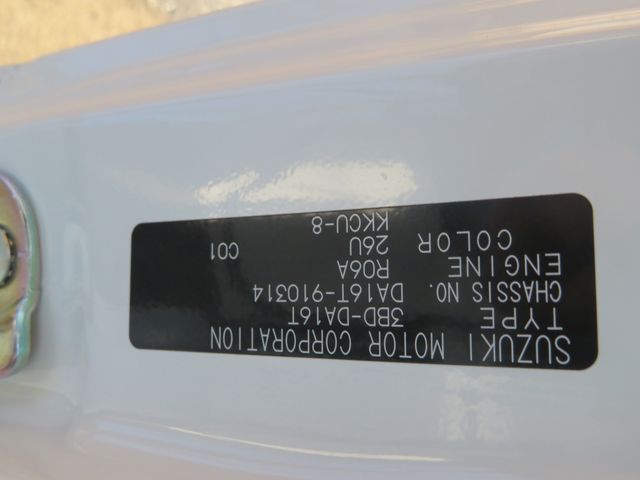 SUZUKI MOTOR CORPORATION
TYPE 3BD-DA16T
CHASSIS NO. DA16T-910314
ENGINE R06A
COLOR 26U C01
KKCU-8